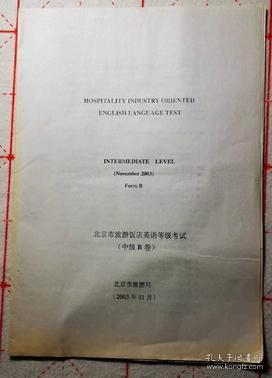 HOSPITALITY INDUSTRY ORIENTED
ENGLISH LANGUAGE TEST
INTERMEDIATE LEVEL
(November 2003)
Form: B
北京市旅游饭店英语等级考试
(中级 B 卷)
北京市旅游局
(2003 年 11 月)
孔夫子旧书网